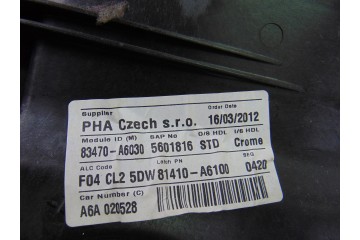 Supplier Order Date
PHA Czech s.r.o. 16/03/2012
Module ID (M) SAP No O/S HDL I/S HDL
83470-A6030 5601816 STD Crome
ALC Code Latch PN SEQ
F04 CL2 5DW 81410-A6100 0420
Car Number (C)
A6A 020528